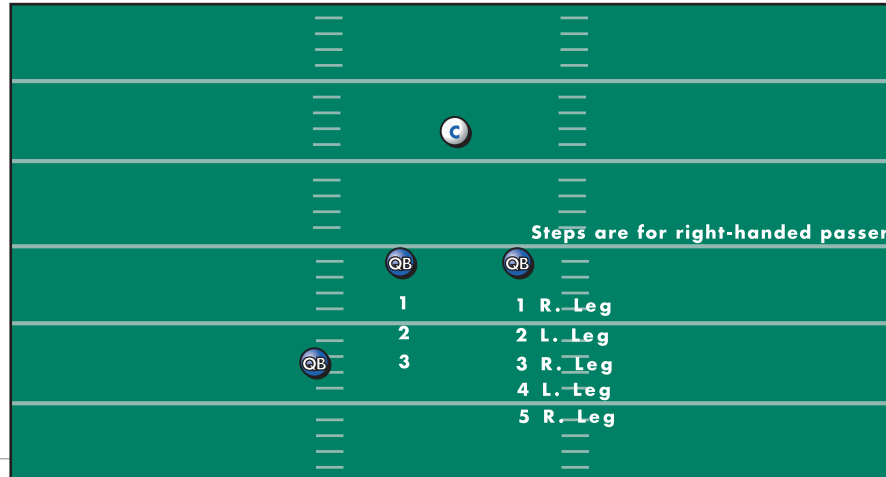 C
Steps are for right-handed passer
QB QB
1 1 R. Leg
2 2 L. Leg
QB 3 3 R. Leg
4 L. Leg
5 R. Leg